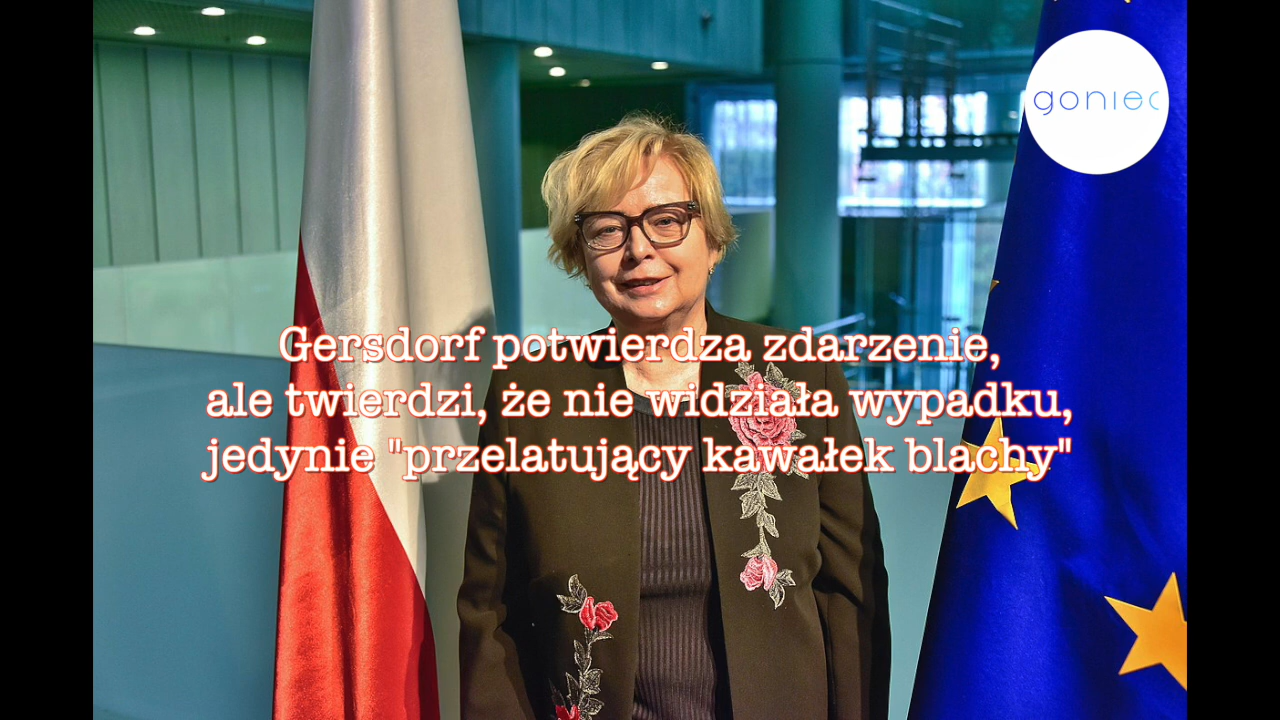 goniec
Gersdorf potwierdza zdarzenie,
ale twierdzi, że nie widziała wypadku,
jedynie "przelatujący kawałek blachy"